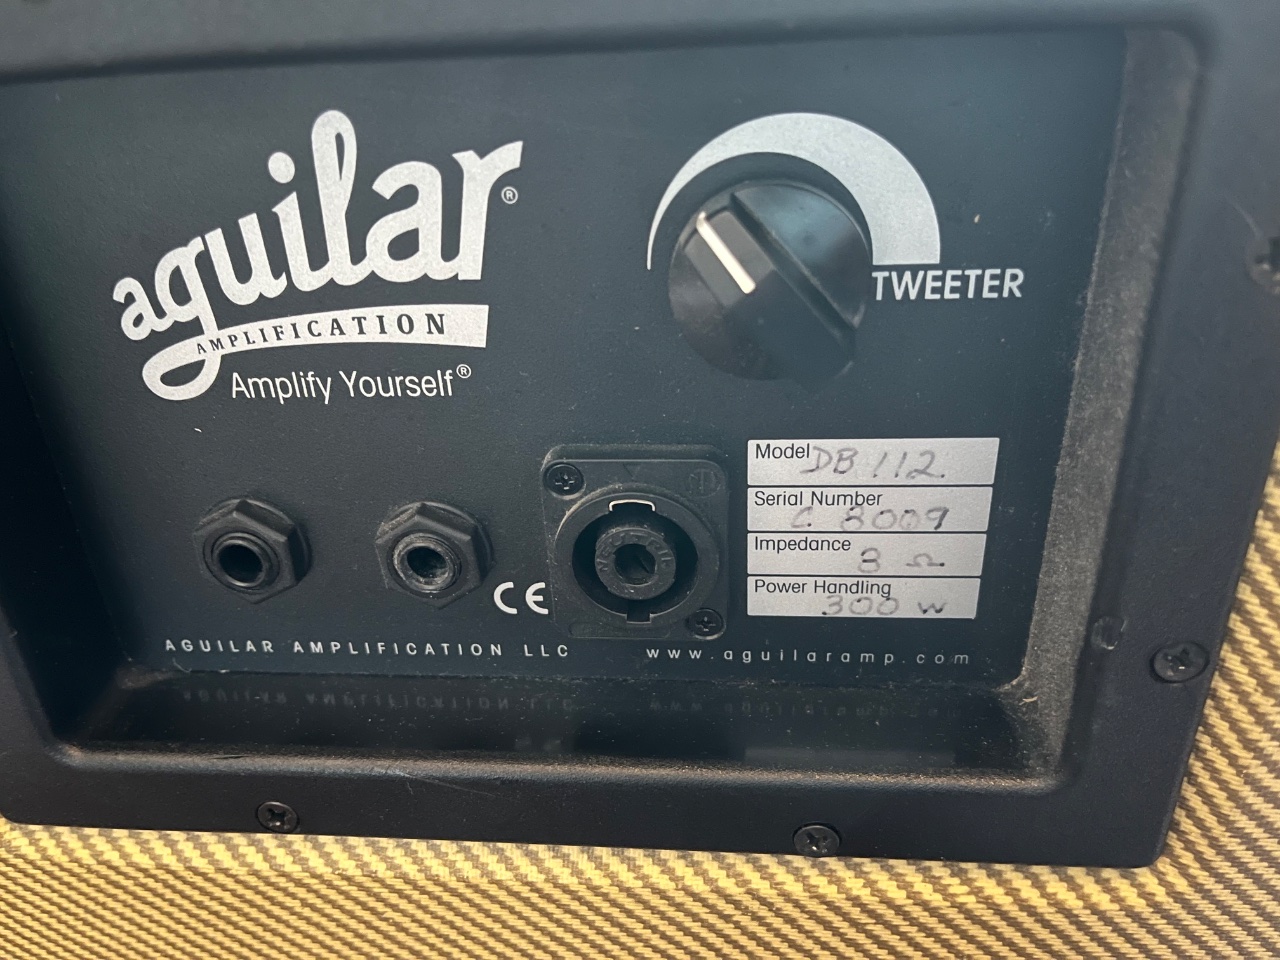 aguilar®
AMPLIFICATION
Amplify Yourself®
TWEETER
Model DB 112.
Serial Number C 8009
Impedance 8 Ω
Power Handling 300 W
CE
AGUILAR AMPLIFICATION LLC
www.aguilaramp.com